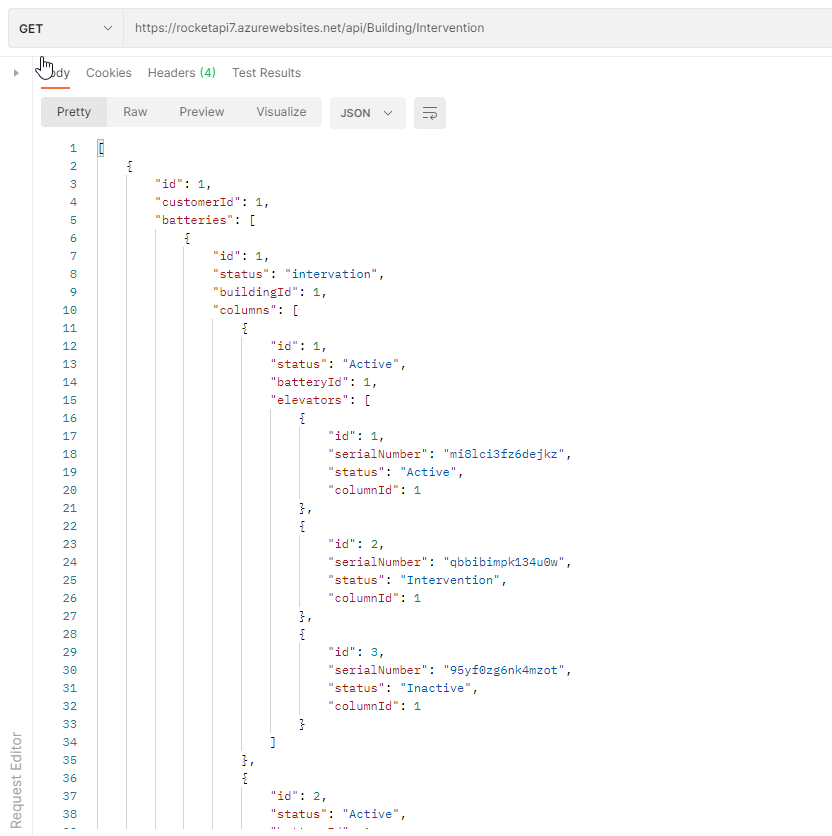 GET https://rocketapi7.azurewebsites.net/api/Building/Intervention
Body Cookies Headers (4) Test Results
Pretty Raw Preview Visualize JSON
1 [
2 {
3 "id": 1,
4 "customerId": 1,
5 "batteries": [
6 {
7 "id": 1,
8 "status": "intervation",
9 "buildingId": 1,
10 "columns": [
11 {
12 "id": 1,
13 "status": "Active",
14 "batteryId": 1,
15 "elevators": [
16 {
17 "id": 1,
18 "serialNumber": "mi8lci3fz6dejkz",
19 "status": "Active",
20 "columnId": 1
21 },
22 {
23 "id": 2,
24 "serialNumber": "qbbibimpk134u0w",
25 "status": "Intervention",
26 "columnId": 1
27 },
28 {
29 "id": 3,
30 "serialNumber": "95yf0zg6nk4mzot",
31 "status": "Inactive",
32 "columnId": 1
33 }
34 ]
35 },
36 {
37 "id": 2,
38 "status": "Active",
Request Editor